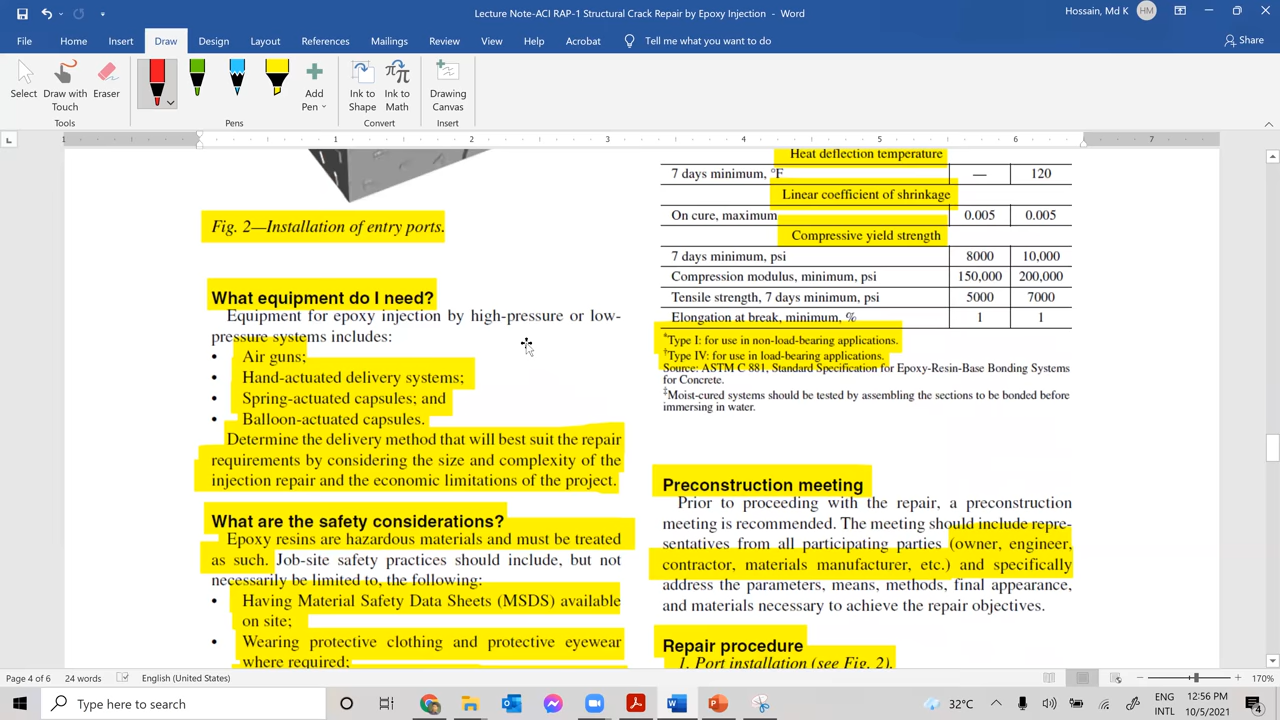 Lecture Note-ACI RAP-1 Structural Crack Repair by Epoxy Injection - Word
Hossain, Md K
HM
File Home Insert Draw Design Layout References Mailings Review View Help Acrobat Tell me what you want to do
Share
Select
Draw with Touch
Eraser
Add Pen
Ink to Shape
Ink to Math
Drawing Canvas
Tools
Pens
Convert
Insert
1 1 2 4 5 6 7
Fig. 2—Installation of entry ports.
What equipment do I need?
Equipment for epoxy injection by high-pressure or low-
pressure systems includes:
• Air guns;
• Hand-actuated delivery systems;
• Spring-actuated capsules; and
• Balloon-actuated capsules.
Determine the delivery method that will best suit the repair
requirements by considering the size and complexity of the
injection repair and the economic limitations of the project.
What are the safety considerations?
Epoxy resins are hazardous materials and must be treated
as such. Job-site safety practices should include, but not
necessarily be limited to, the following:
• Having Material Safety Data Sheets (MSDS) available
on site;
• Wearing protective clothing and protective eyewear
where required;
Heat deflection temperature
7 days minimum, °F — 120
Linear coefficient of shrinkage
On cure, maximum 0.005 0.005
Compressive yield strength
7 days minimum, psi 8000 10,000
Compression modulus, minimum, psi 150,000 200,000
Tensile strength, 7 days minimum, psi 5000 7000
Elongation at break, minimum, % 1 1
*Type I: for use in non-load-bearing applications.
†Type IV: for use in load-bearing applications.
Source: ASTM C 881, Standard Specification for Epoxy-Resin-Base Bonding Systems
for Concrete.
‡Moist-cured systems should be tested by assembling the sections to be bonded before
immersing in water.
Preconstruction meeting
Prior to proceeding with the repair, a preconstruction
meeting is recommended. The meeting should include repre-
sentatives from all participating parties (owner, engineer,
contractor, materials manufacturer, etc.) and specifically
address the parameters, means, methods, final appearance,
and materials necessary to achieve the repair objectives.
Repair procedure
1. Port installation (see Fig. 2).
Page 4 of 6 24 words English (United States)
170%
Type here to search
32°C
ENG
INTL
12:56 PM
10/5/2021
4